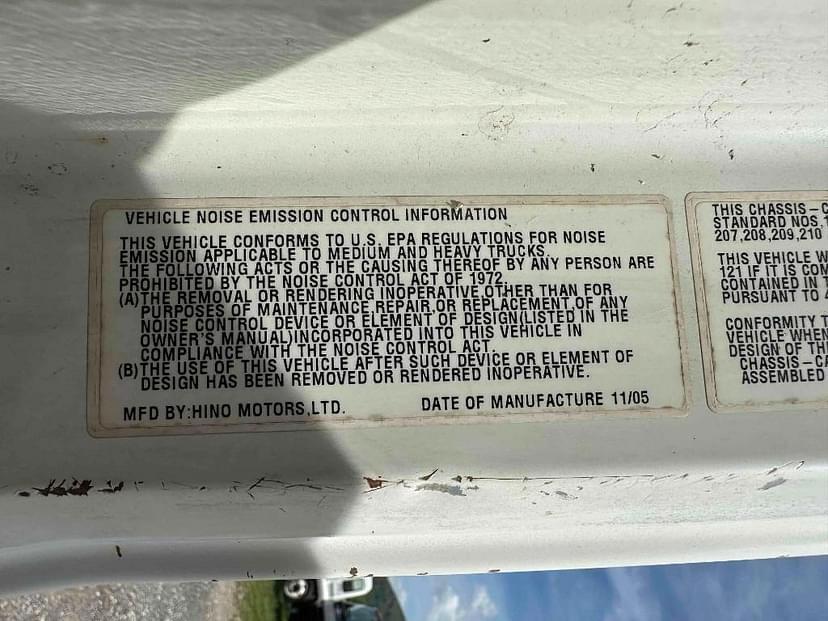 VEHICLE NOISE EMISSION CONTROL INFORMATION
THIS VEHICLE CONFORMS TO U.S. EPA REGULATIONS FOR NOISE
EMISSION APPLICABLE TO MEDIUM AND HEAVY TRUCKS.
THE FOLLOWING ACTS OR THE CAUSING THEREOF BY ANY PERSON ARE
PROHIBITED BY THE NOISE CONTROL ACT OF 1972.
(A)THE REMOVAL OR RENDERING INOPERATIVE OTHER THAN FOR
PURPOSES OF MAINTENANCE REPAIR OR REPLACEMENT OF ANY
NOISE CONTROL DEVICE OR ELEMENT OF DESIGN(LISTED IN THE
OWNER'S MANUAL)INCORPORATED INTO THIS VEHICLE IN
COMPLIANCE WITH THE NOISE CONTROL ACT.
(B)THE USE OF THIS VEHICLE AFTER SUCH DEVICE OR ELEMENT OF
DESIGN HAS BEEN REMOVED OR RENDERED INOPERATIVE.
MFD BY:HINO MOTORS,LTD. DATE OF MANUFACTURE 11/05
THIS CHASSIS-C
STANDARD NOS.
207,208,209,210
THIS VEHICLE W
121 IF IT IS COM
CONTAINED IN
PURSUANT TO
CONFORMITY T
VEHICLE WHEN
DESIGN OF TH
CHASSIS-CA
ASSEMBLED